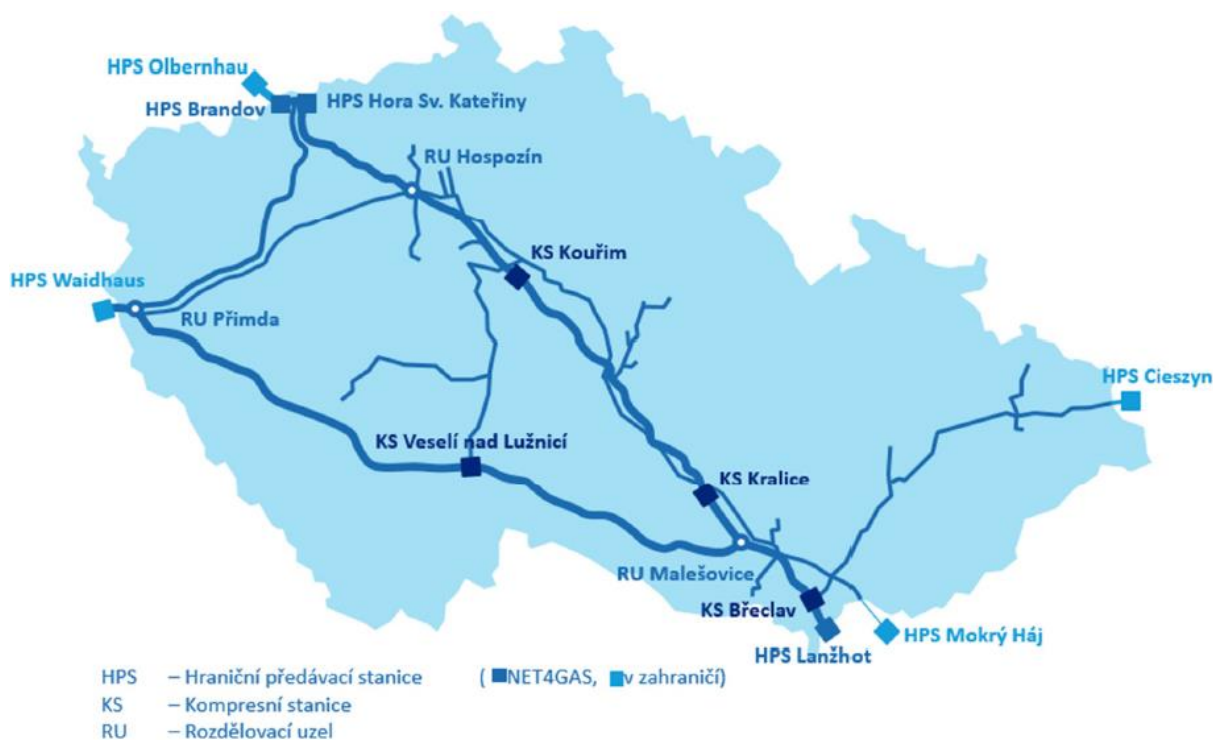 HPS Olbernhau
HPS Brandov
HPS Hora Sv. Kateřiny
RU Hospozín
KS Kouřim
HPS Waidhaus
RU Přimda
HPS Cieszyn
KS Veselí nad Lužnicí
KS Kralice
RU Malešovice
KS Břeclav
HPS Mokrý Háj
HPS Lanžhot
HPS – Hraniční předávací stanice ( NET4GAS, v zahraničí)
KS – Kompresní stanice
RU – Rozdělovací uzel